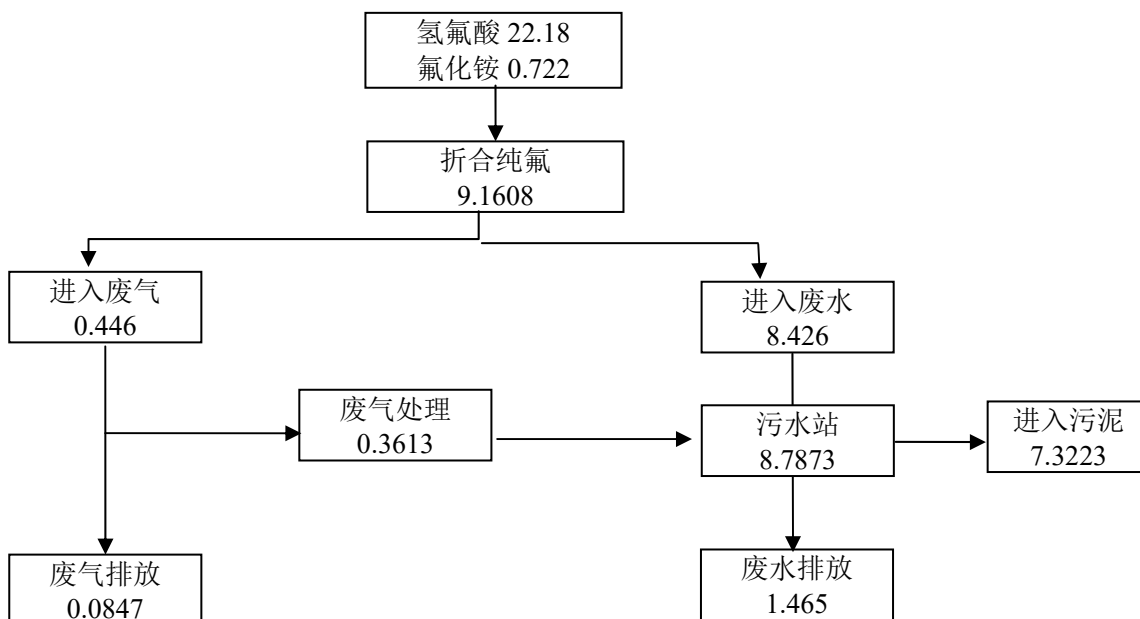 氢氟酸 22.18
氟化铵 0.722
折合纯氟
9.1608
进入废气
0.446
进入废水
8.426
废气处理
0.3613
污水站
8.7873
进入污泥
7.3223
废气排放
0.0847
废水排放
1.465